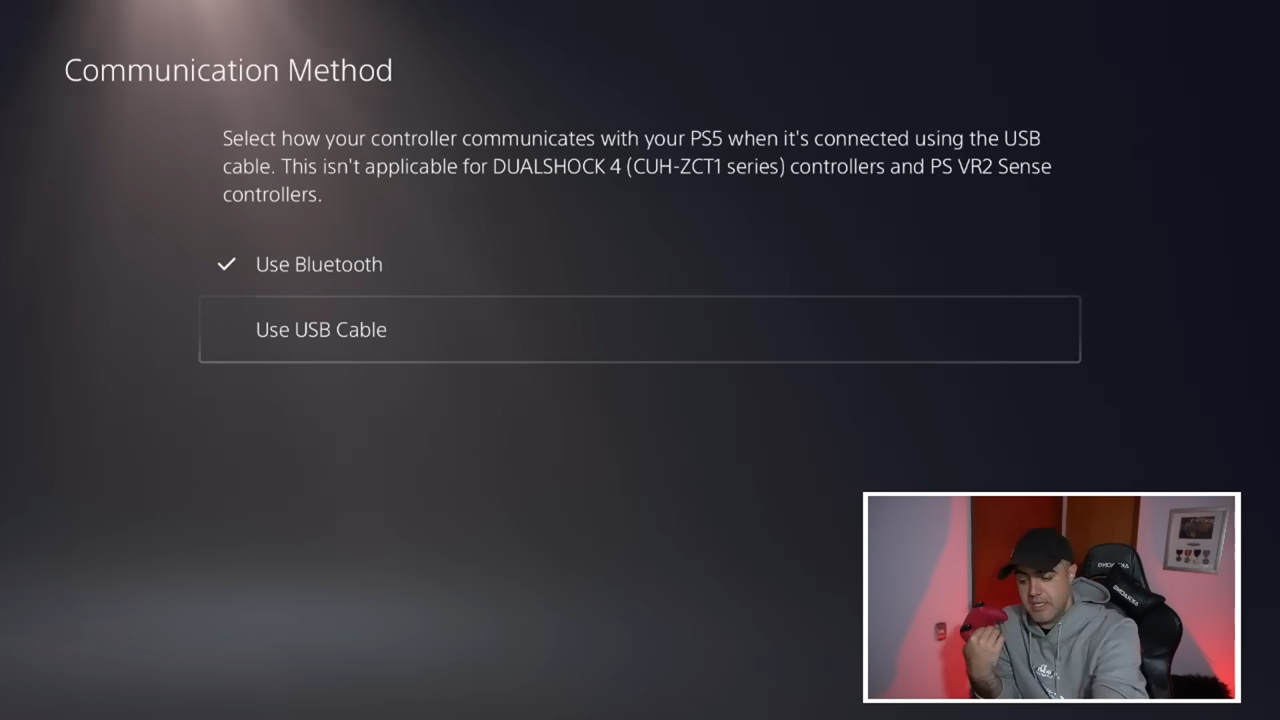 Communication Method
Select how your controller communicates with your PS5 when it's connected using the USB
cable. This isn't applicable for DUALSHOCK 4 (CUH-ZCT1 series) controllers and PS VR2 Sense
controllers.
Use Bluetooth
Use USB Cable